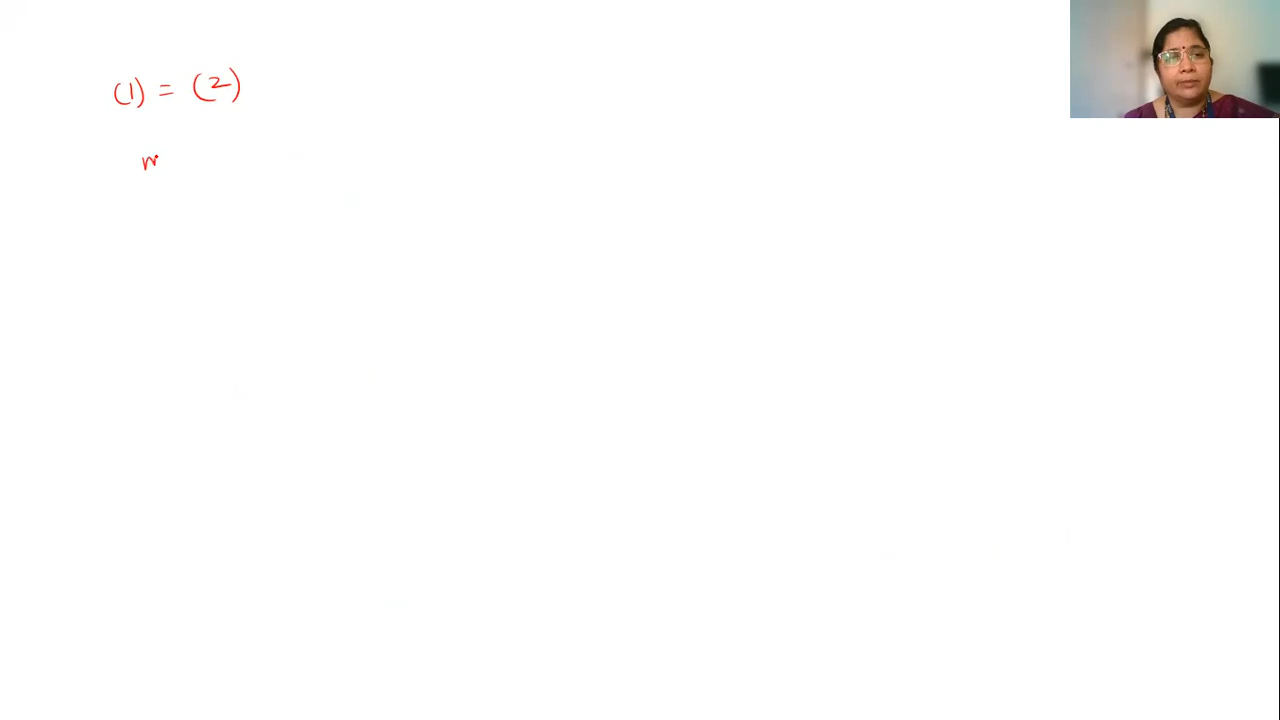 (1) = (2)
m